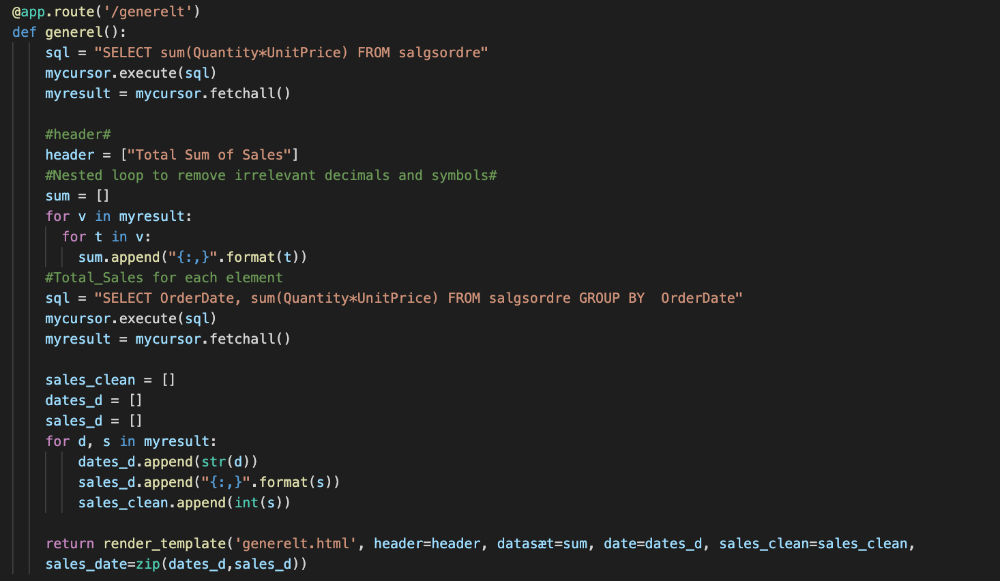 @app.route('/generelt')
def generel():
    sql = "SELECT sum(Quantity*UnitPrice) FROM salgsordre"
    mycursor.execute(sql)
    myresult = mycursor.fetchall()

    #header#
    header = ["Total Sum of Sales"]
    #Nested loop to remove irrelevant decimals and symbols#
    sum = []
    for v in myresult:
      for t in v:
        sum.append("{:,}".format(t))
    #Total_Sales for each element
    sql = "SELECT OrderDate, sum(Quantity*UnitPrice) FROM salgsordre GROUP BY  OrderDate"
    mycursor.execute(sql)
    myresult = mycursor.fetchall()

    sales_clean = []
    dates_d = []
    sales_d = []
    for d, s in myresult:
        dates_d.append(str(d))
        sales_d.append("{:,}".format(s))
        sales_clean.append(int(s))

    return render_template('generelt.html', header=header, datasæt=sum, date=dates_d, sales_clean=sales_clean,
    sales_date=zip(dates_d,sales_d))